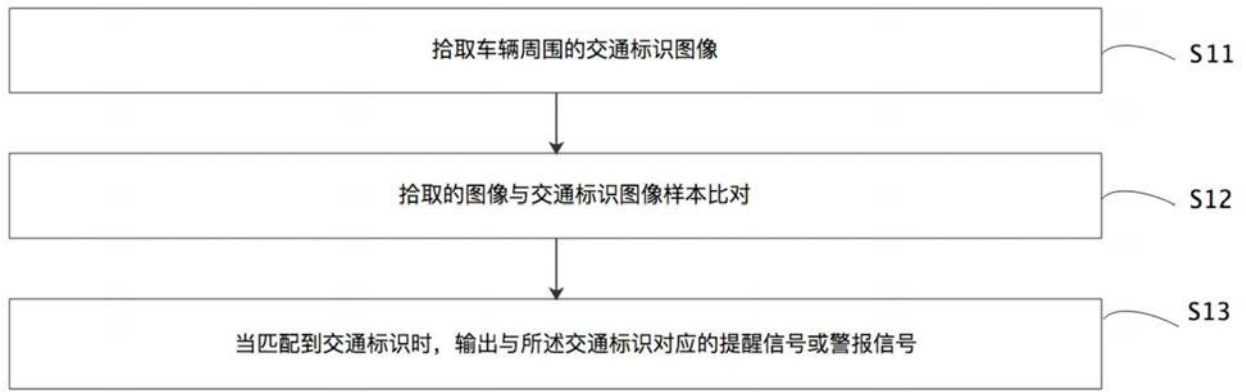 拾取车辆周围的交通标识图像
S11
拾取的图像与交通标识图像样本比对
S12
当匹配到交通标识时，输出与所述交通标识对应的提醒信号或警报信号
S13